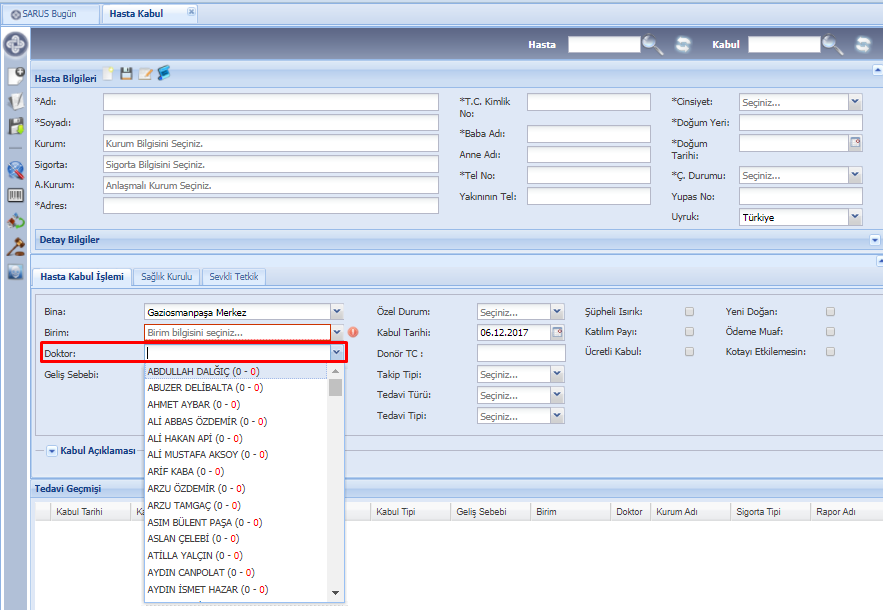 SARUS Bugün
Hasta Kabul
Hasta
Kabul
Hasta Bilgileri
*Adı:
*T.C. Kimlik No:
*Cinsiyet:
Seçiniz...
*Soyadı:
*Doğum Yeri:
Kurum:
Kurum Bilgisini Seçiniz.
*Baba Adı:
*Doğum Tarihi:
Sigorta:
Sigorta Bilgisini Seçiniz.
Anne Adı:
A.Kurum:
Anlaşmalı Kurum Seçiniz.
*Tel No:
*Ç. Durumu:
Seçiniz...
*Adres:
Yakınının Tel:
Yupas No:
Uyruk:
Türkiye
Detay Bilgiler
Hasta Kabul İşlemi
Sağlık Kurulu
Sevkli Tetkik
Bina:
Gaziosmanpaşa Merkez
Özel Durum:
Seçiniz...
Şüpheli Isırık:
Yeni Doğan:
Birim:
Birim bilgisini seçiniz...
Kabul Tarihi:
06.12.2017
Katılım Payı:
Ödeme Muaf:
Doktor:
Donör TC :
Ücretli Kabul:
Kotayı Etkilemesin:
Geliş Sebebi:
Takip Tipi:
Seçiniz...
Tedavi Türü:
Seçiniz...
Tedavi Tipi:
Seçiniz...
ABDULLAH DALĞIÇ (0 - 0)
ABUZER DELİBALTA (0 - 0)
AHMET AYBAR (0 - 0)
ALİ ABBAS ÖZDEMİR (0 - 0)
ALİ HAKAN APİ (0 - 0)
ALİ MUSTAFA AKSOY (0 - 0)
ARİF KABA (0 - 0)
ARZU ÖZDEMİR (0 - 0)
ARZU TAMGAÇ (0 - 0)
ASIM BÜLENT PAŞA (0 - 0)
ASLAN ÇELEBİ (0 - 0)
ATİLLA YALÇIN (0 - 0)
AYDIN CANPOLAT (0 - 0)
AYDIN İSMET HAZAR (0 - 0)
Kabul Açıklaması
Tedavi Geçmişi
Kabul Tarihi
Kabul Tipi
Geliş Sebebi
Birim
Doktor
Kurum Adı
Sigorta Tipi
Rapor Adı